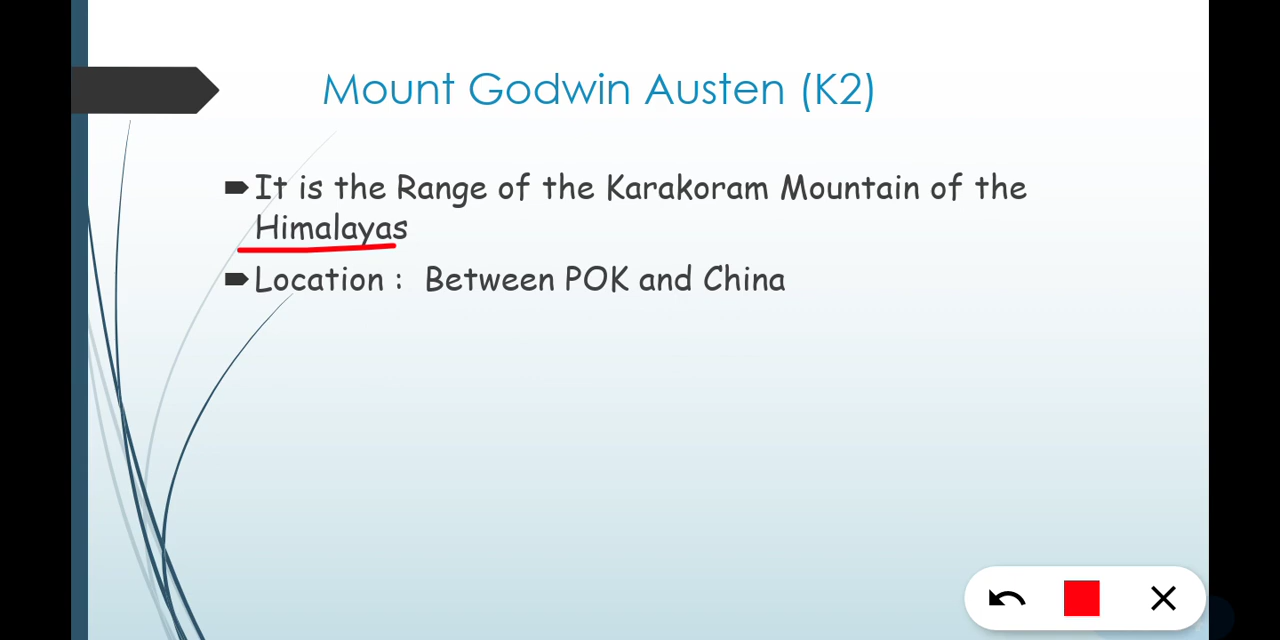 Mount Godwin Austen (K2)
It is the Range of the Karakoram Mountain of the
Himalayas
Location : Between POK and China